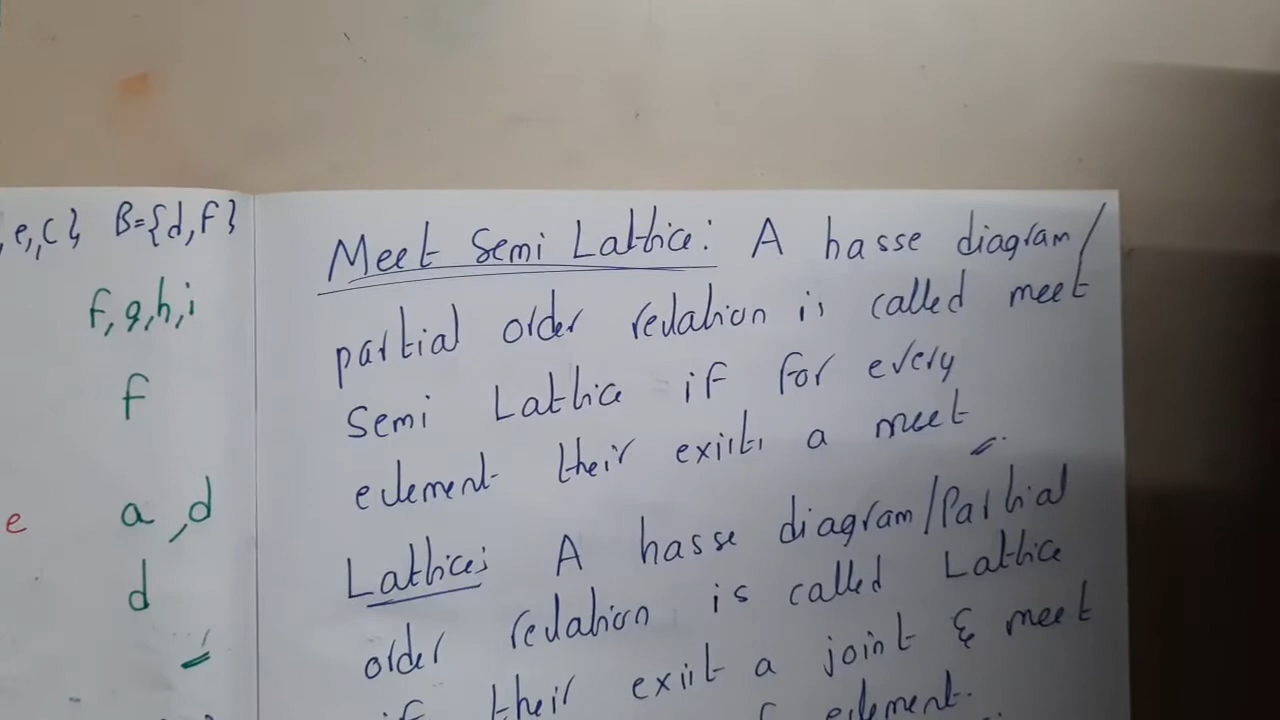 e,c} B={d,f}
f,g,h,i
f
e a,d
d
Meet Semi Lattice: A hasse diagram/
partial order relation is called meet
Semi Lattice if for every
element their exist a meet
Lattice: A hasse diagram/Partial
order relation is called Lattice
if their exist a joint & meet
element.